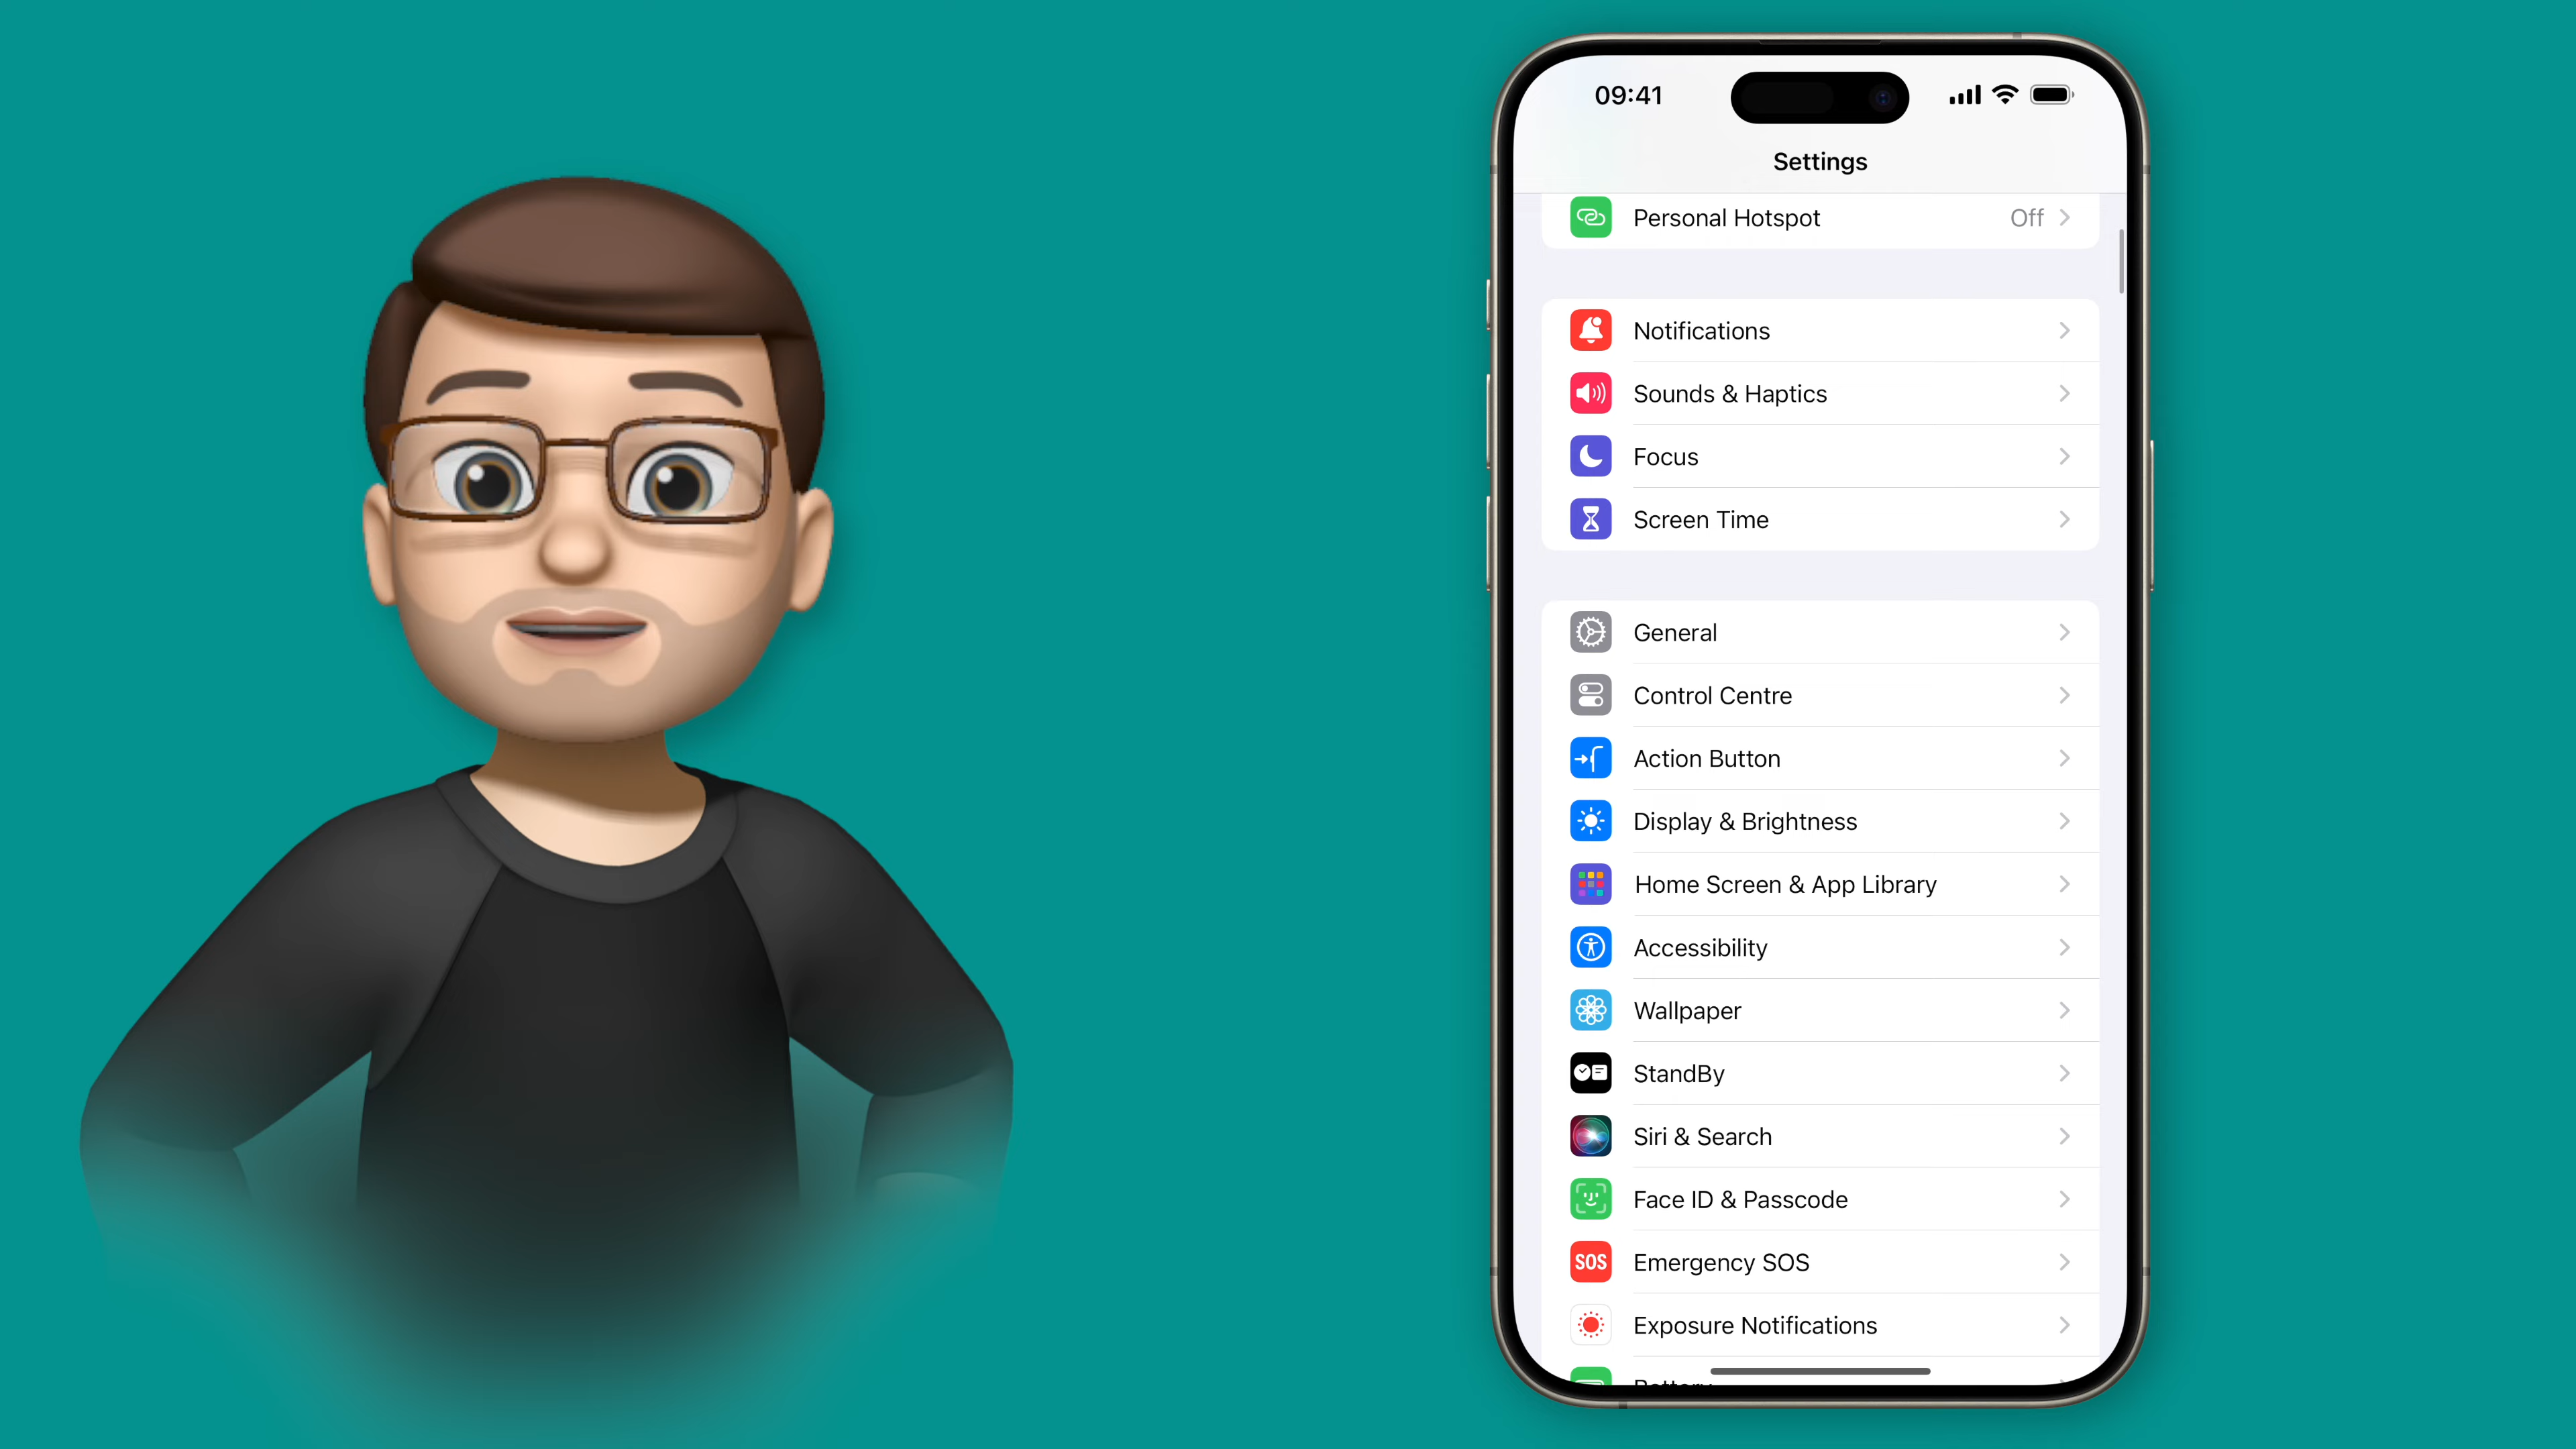 09:41
Settings
Personal Hotspot Off
Notifications
Sounds & Haptics
Focus
Screen Time
General
Control Centre
Action Button
Display & Brightness
Home Screen & App Library
Accessibility
Wallpaper
StandBy
Siri & Search
Face ID & Passcode
SOS Emergency SOS
Exposure Notifications
Battery